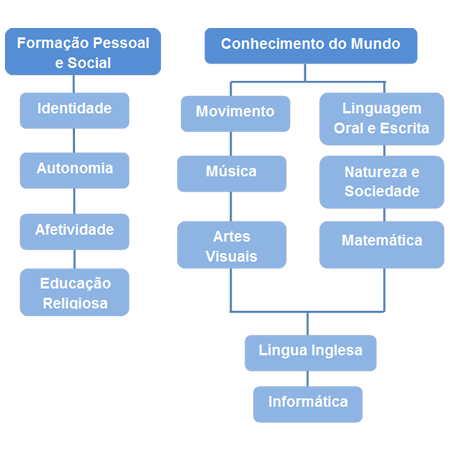 Formação Pessoal
e Social
Identidade
Autonomia
Afetividade
Educação
Religiosa
Conhecimento do Mundo
Movimento
Música
Artes
Visuais
Linguagem
Oral e Escrita
Natureza e
Sociedade
Matemática
Língua Inglesa
Informática